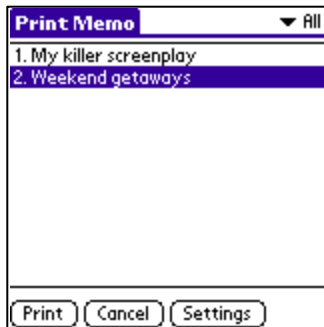 Print Memo All
1. My killer screenplay
2. Weekend getaways
Print Cancel Settings